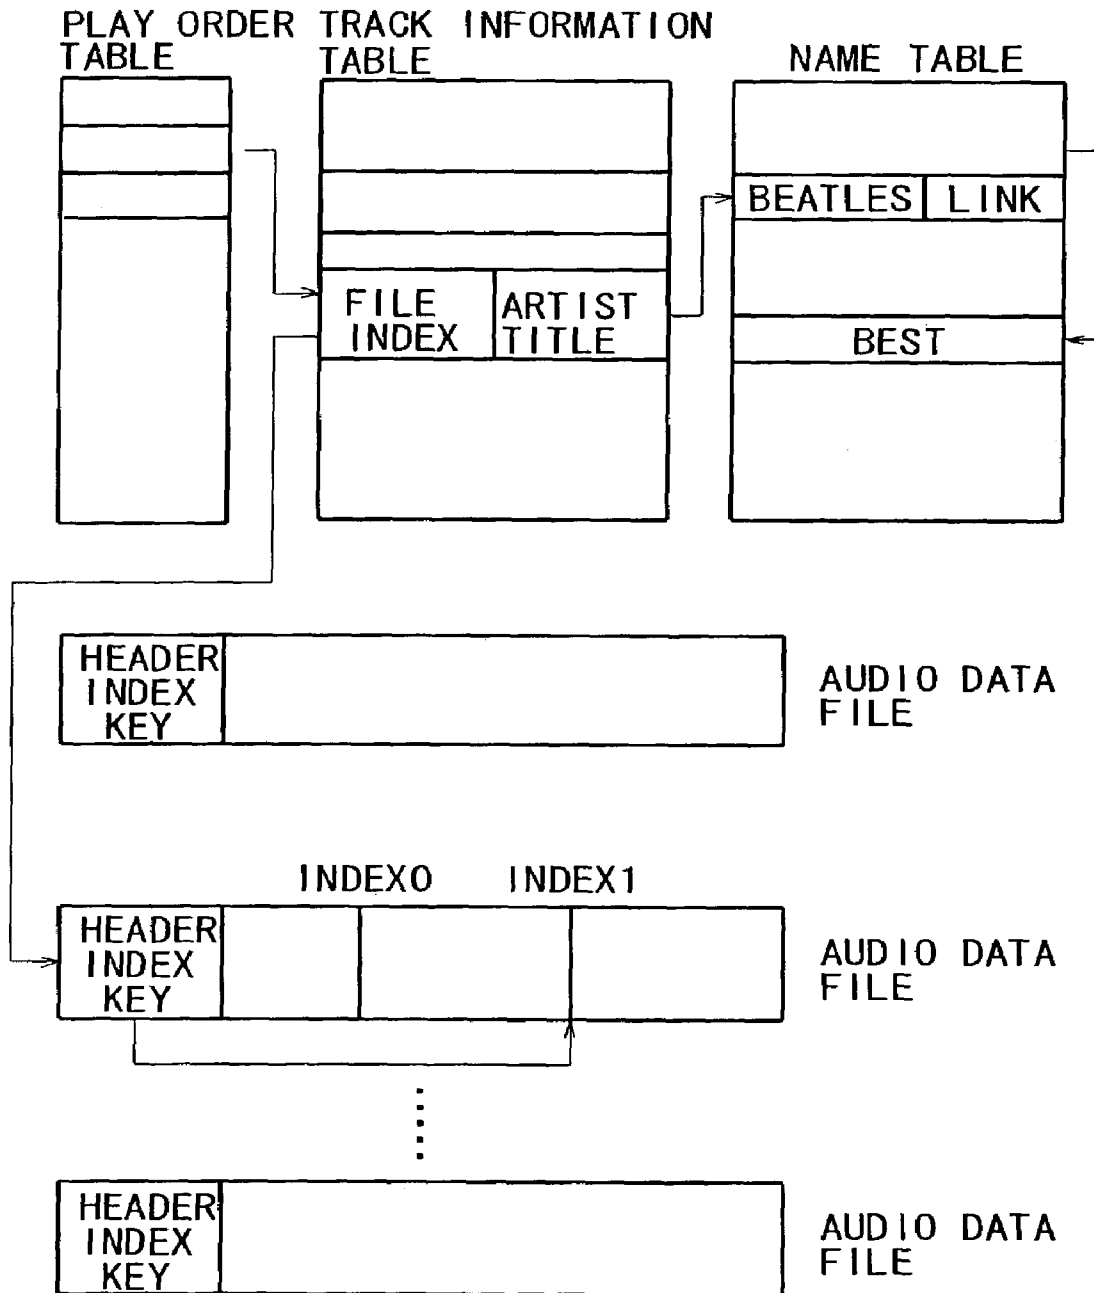 PLAY ORDER TRACK INFORMATION
TABLE TABLE
NAME TABLE
BEATLES LINK
FILE
INDEX
ARTIST
TITLE
BEST
HEADER
INDEX
KEY
AUDIO DATA
FILE
INDEX0 INDEX1
HEADER
INDEX
KEY
AUDIO DATA
FILE
HEADER
INDEX
KEY
AUDIO DATA
FILE